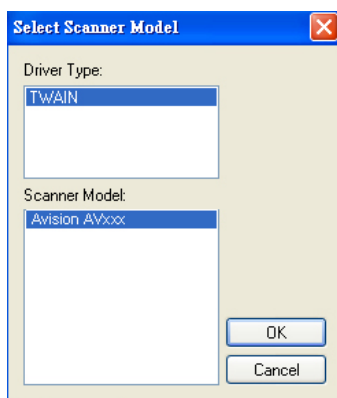 Select Scanner Model
Driver Type:
TWAIN
Scanner Model:
Avision AVxxx
OK
Cancel